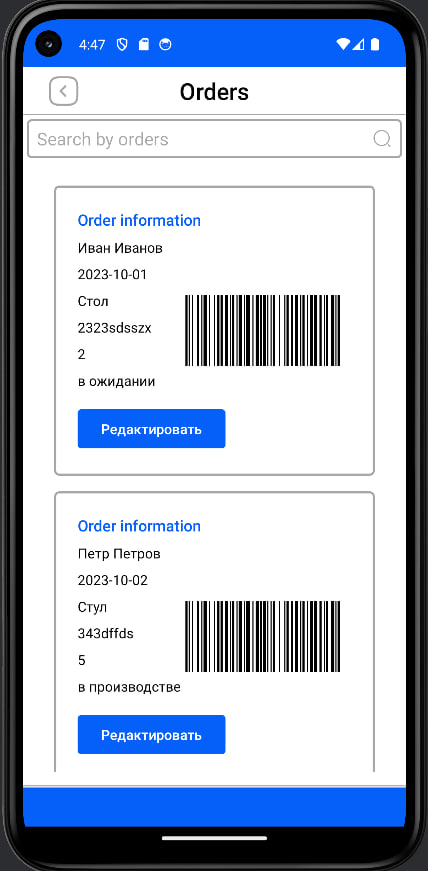 4:47
Orders
Search by orders
Order information
Иван Иванов
2023-10-01
Стол
2323sdsszx
2
в ожидании
Редактировать
Order information
Петр Петров
2023-10-02
Стул
343dffds
5
в производстве
Редактировать